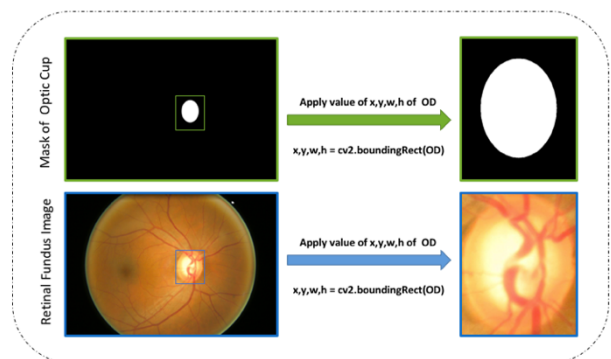 Mask of Optic Cup
Apply value of x,y,w,h of OD
x,y,w,h = cv2.boundingRect(OD)
Retinal Fundus Image
Apply value of x,y,w,h of OD
x,y,w,h = cv2.boundingRect(OD)